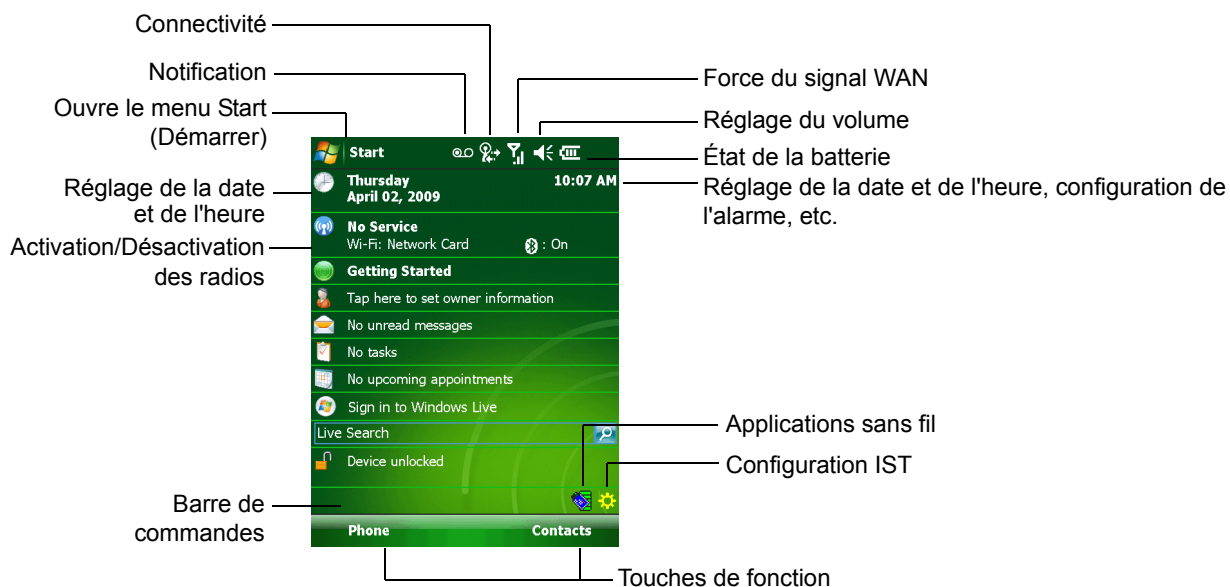 Connectivité
Notification
Ouvre le menu Start
(Démarrer)
Réglage de la date
et de l'heure
Activation/Désactivation
des radios
Barre de
commandes
Force du signal WAN
Réglage du volume
État de la batterie
Réglage de la date et de l'heure, configuration de
l'alarme, etc.
Applications sans fil
Configuration IST
Touches de fonction
Start
Thursday 10:07 AM
April 02, 2009
No Service
Wi-Fi: Network Card : On
Getting Started
Tap here to set owner information
No unread messages
No tasks
No upcoming appointments
Sign in to Windows Live
Live Search
Device unlocked
Phone Contacts